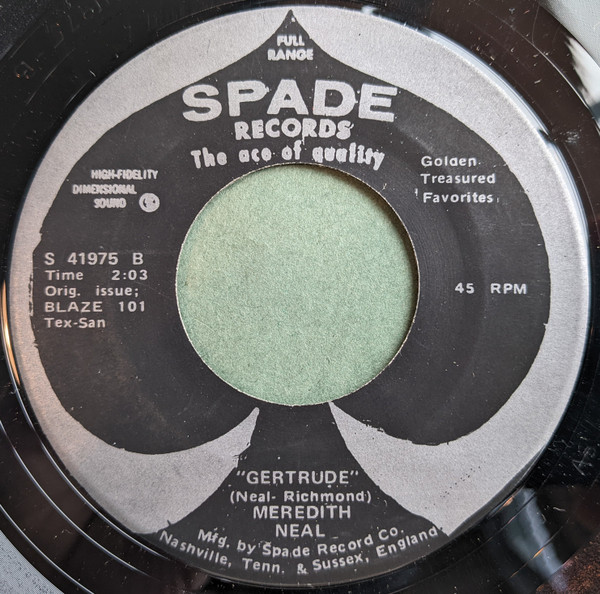 FULL
RANGE
SPADE
RECORDS
The ace of quality
HIGH-FIDELITY
DIMENSIONAL
SOUND
Golden
Treasured
Favorites
S 41975 B
Time 2:03
Orig. issue;
BLAZE 101
Tex-San
45 RPM
"GERTRUDE"
(Neal- Richmond)
MEREDITH
NEAL
Mfg. by Spade Record Co.
Nashville, Tenn. & Sussex, England